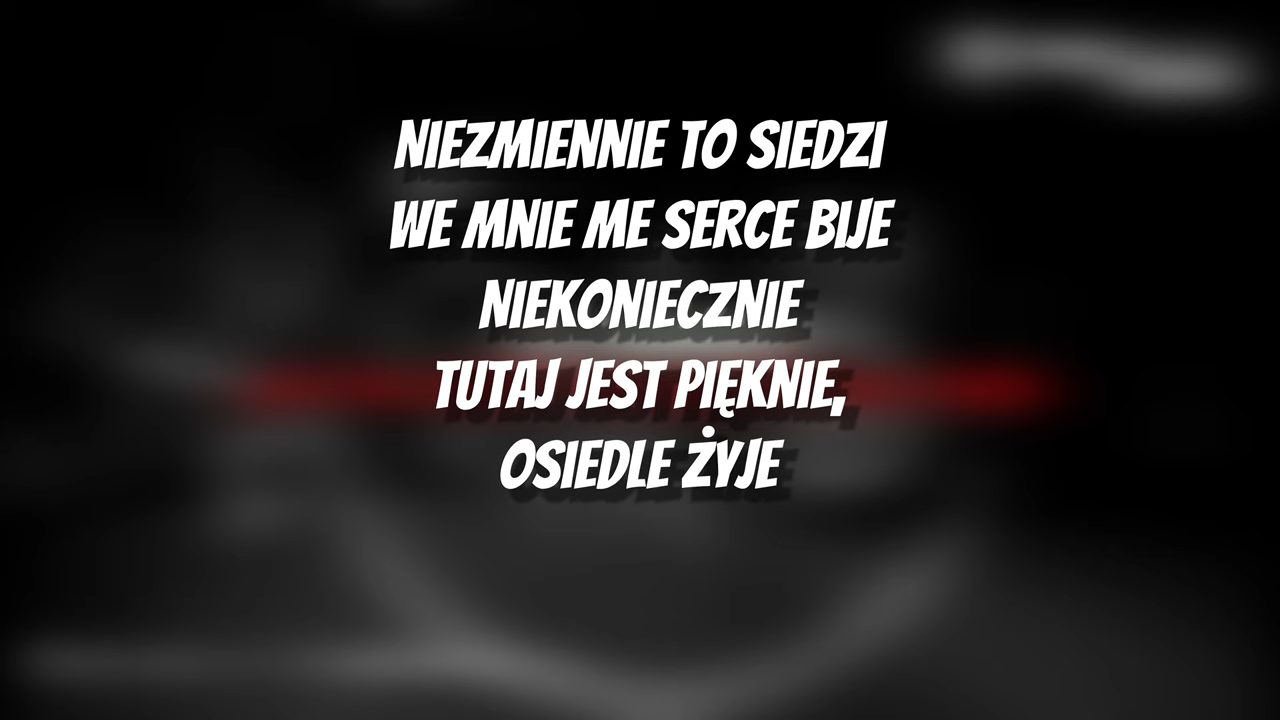 NIEZMIENNIE TO SIEDZI
WE MNIE ME SERCE BIJE
NIEKONIECZNIE
TUTAJ JEST PIĘKNIE,
OSIEDLE ŻYJE